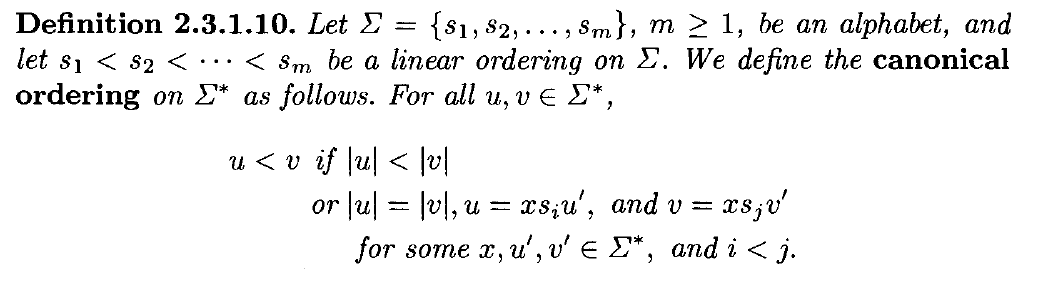 Definition 2.3.1.10. Let Σ = {s₁, s₂, . . . , sₘ}, m ≥ 1, be an alphabet, and
let s₁ < s₂ < · · · < sₘ be a linear ordering on Σ. We define the canonical
ordering on Σ* as follows. For all u, v ∈ Σ*,
u < v if |u| < |v|
or |u| = |v|, u = xsᵢu′, and v = xsⱼv′
for some x, u′, v′ ∈ Σ*, and i < j.